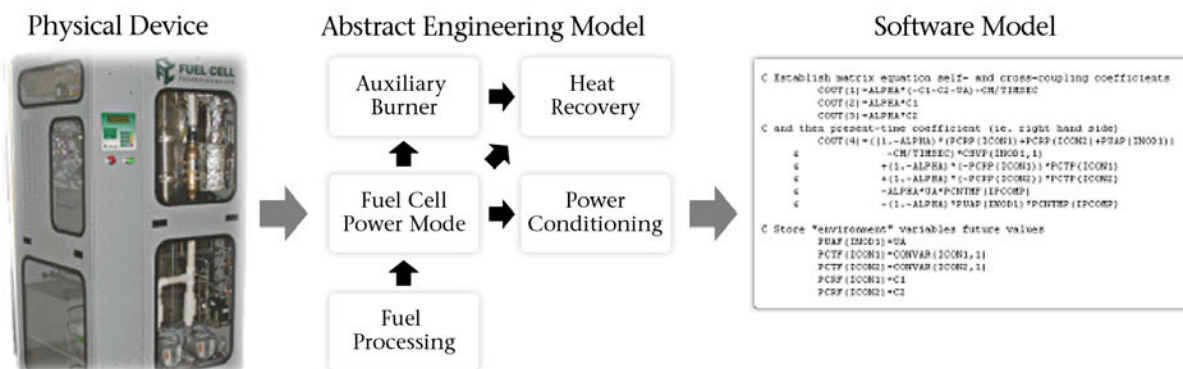 Physical Device
Abstract Engineering Model
Software Model
FUEL CELL
Auxiliary
Burner
Heat
Recovery
Fuel Cell
Power Mode
Power
Conditioning
Fuel
Processing
C Establish matrix equation self- and cross-coupling coefficients
COUT(1)=ALPHA*(-C1-C2-UA)-CM/TIMSEC
COUT(2)=ALPHA*C1
COUT(3)=ALPHA*C2
C and then present-time coefficient (ie. right hand side)
COUT(4)=((1.-ALPHA)*(PCRP(ICON1)+PCRP(ICON2)+PUAP(INOD1))
& -CM/TIMSEC)*CSVP(INOD1,1)
& +(1.-ALPHA)*(-PCRP(ICON1))*PCTP(ICON1)
& +(1.-ALPHA)*(-PCRP(ICON2))*PCTP(ICON2)
& -ALPHA*UA*PCNTMF(IPCOMP)
& -(1.-ALPHA)*PUAP(INOD1)*PCNTMP(IPCOMP)
C Store "environment" variables future values
PUAF(INOD1)=UA
PCTF(ICON1)=CONVAR(ICON1,1)
PCTF(ICON2)=CONVAR(ICON2,1)
PCRF(ICON1)=C1
PCRF(ICON2)=C2